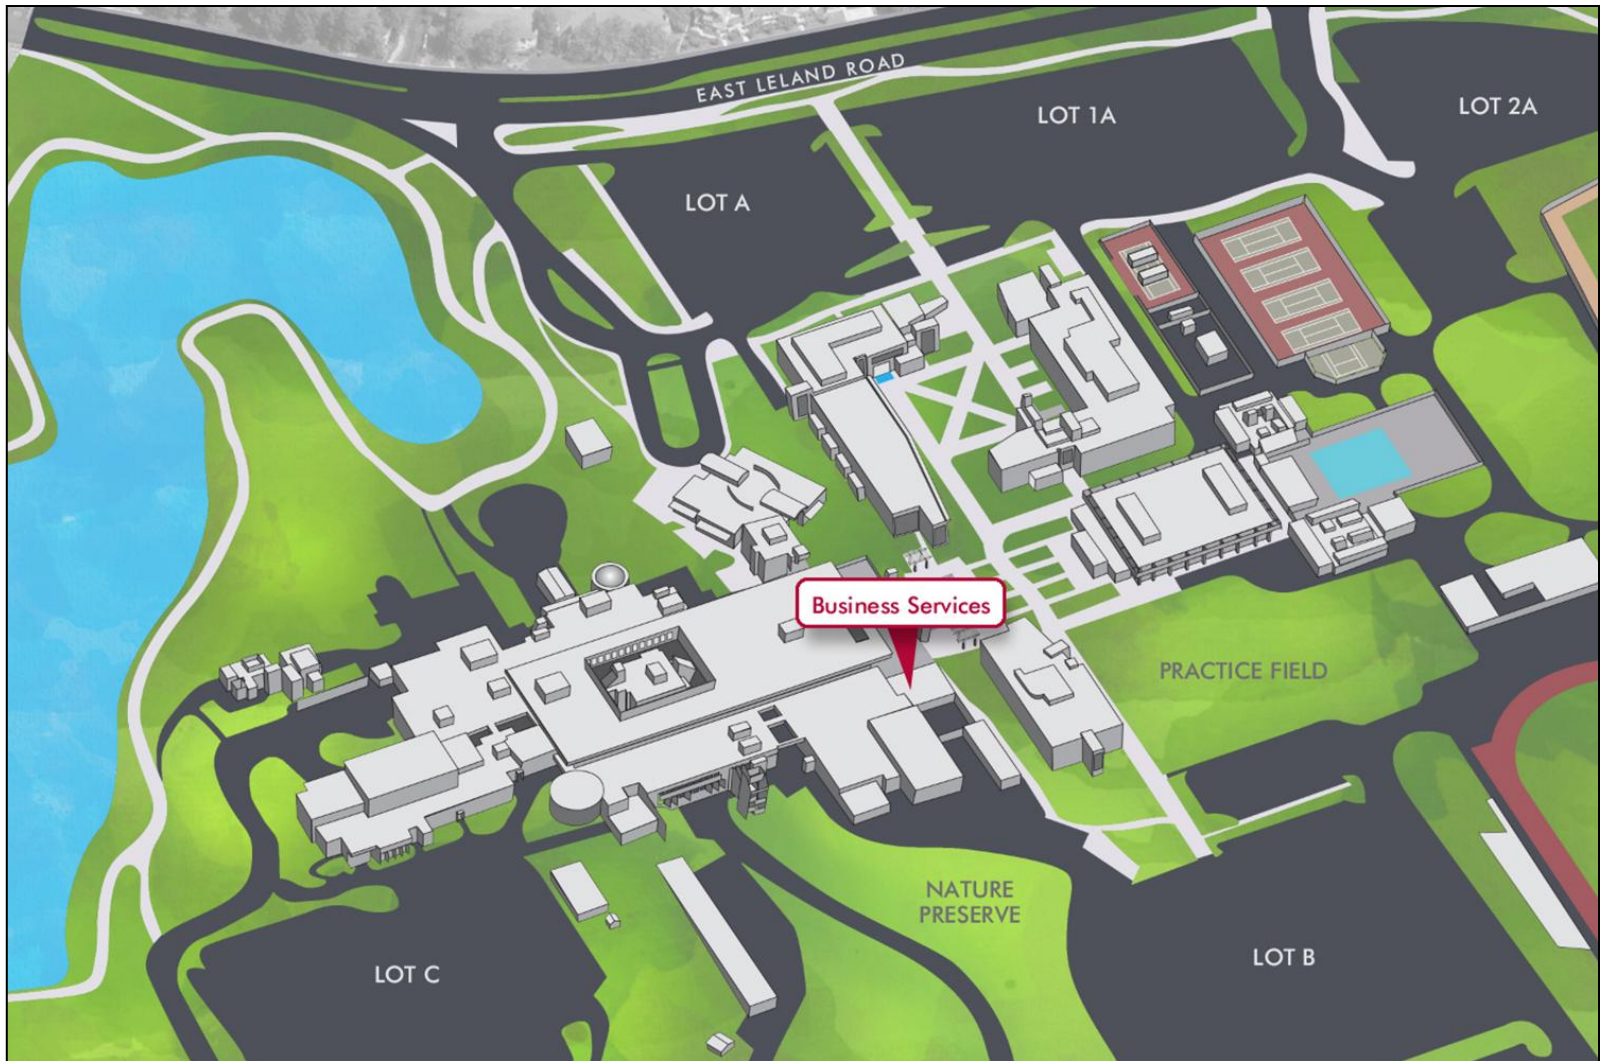 EAST LELAND ROAD
LOT 1A
LOT 2A
LOT A
Business Services
PRACTICE FIELD
NATURE
PRESERVE
LOT B
LOT C